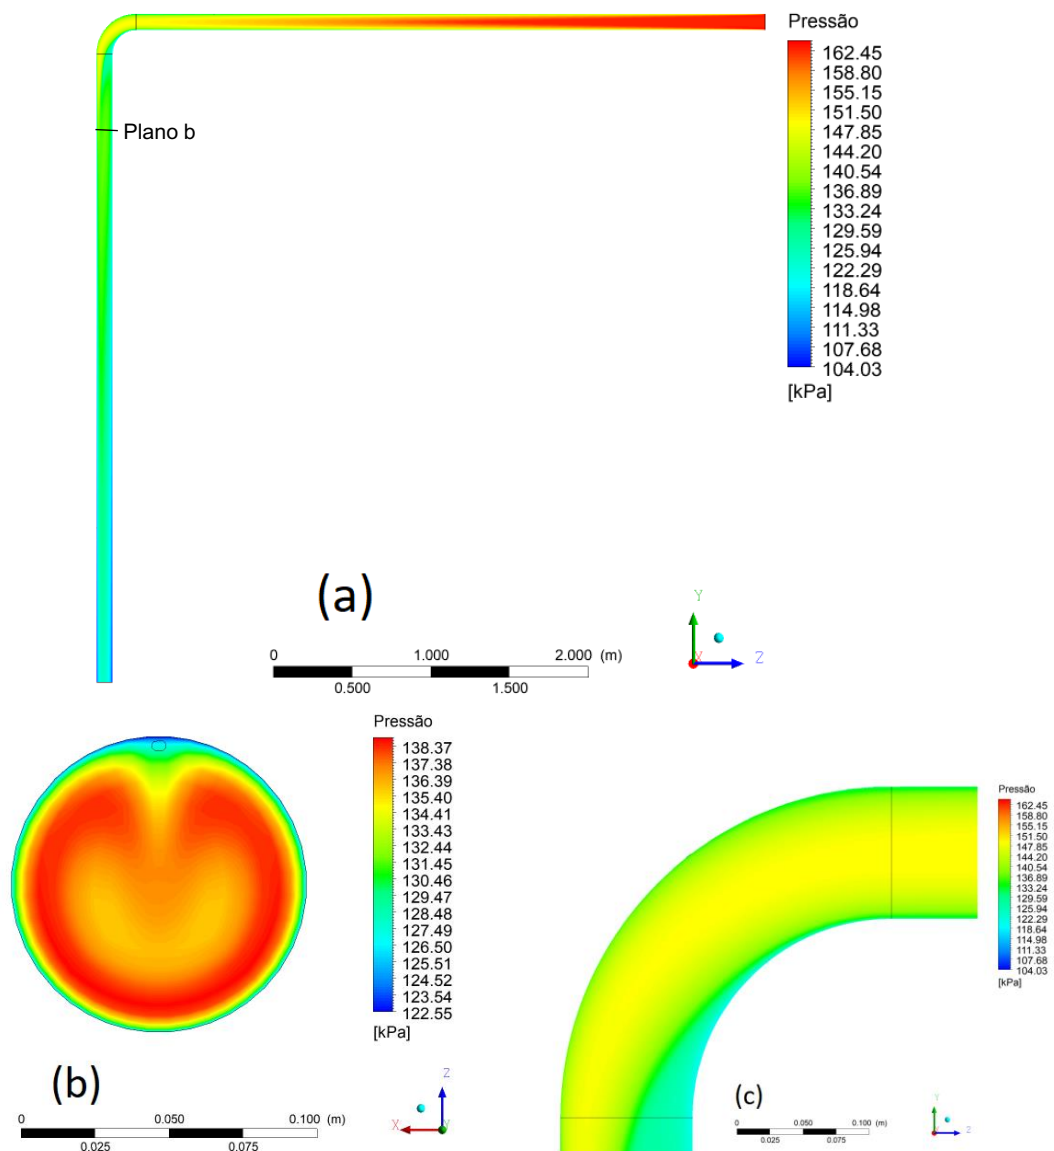 Pressão
162.45
158.80
155.15
151.50
147.85
144.20
140.54
136.89
133.24
129.59
125.94
122.29
118.64
114.98
111.33
107.68
104.03
[kPa]
Plano b
(a)
0 1.000 2.000 (m)
0.500 1.500
Y
X
Z
Pressão
138.37
137.38
136.39
135.40
134.41
133.43
132.44
131.45
130.46
129.47
128.48
127.49
126.50
125.51
124.52
123.54
122.55
[kPa]
(b)
0 0.050 0.100 (m)
0.025 0.075
Z
X
Y
Pressão
162.45
158.80
155.15
151.50
147.85
144.20
140.54
136.89
133.24
129.59
125.94
122.29
118.64
114.98
111.33
107.68
104.03
[kPa]
(c)
0 0.050 0.100 (m)
0.025 0.075
Y
Z